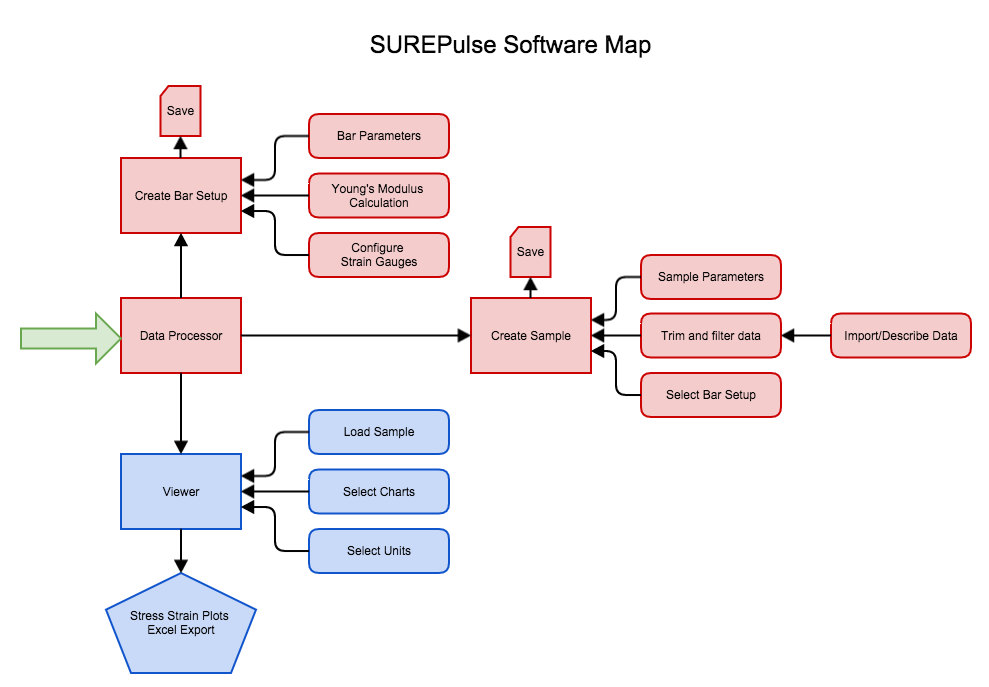 SUREPulse Software Map
Save
Bar Parameters
Create Bar Setup
Young's Modulus
Calculation
Configure
Strain Gauges
Save
Sample Parameters
Data Processor
Create Sample
Trim and filter data
Import/Describe Data
Select Bar Setup
Load Sample
Viewer
Select Charts
Select Units
Stress Strain Plots
Excel Export